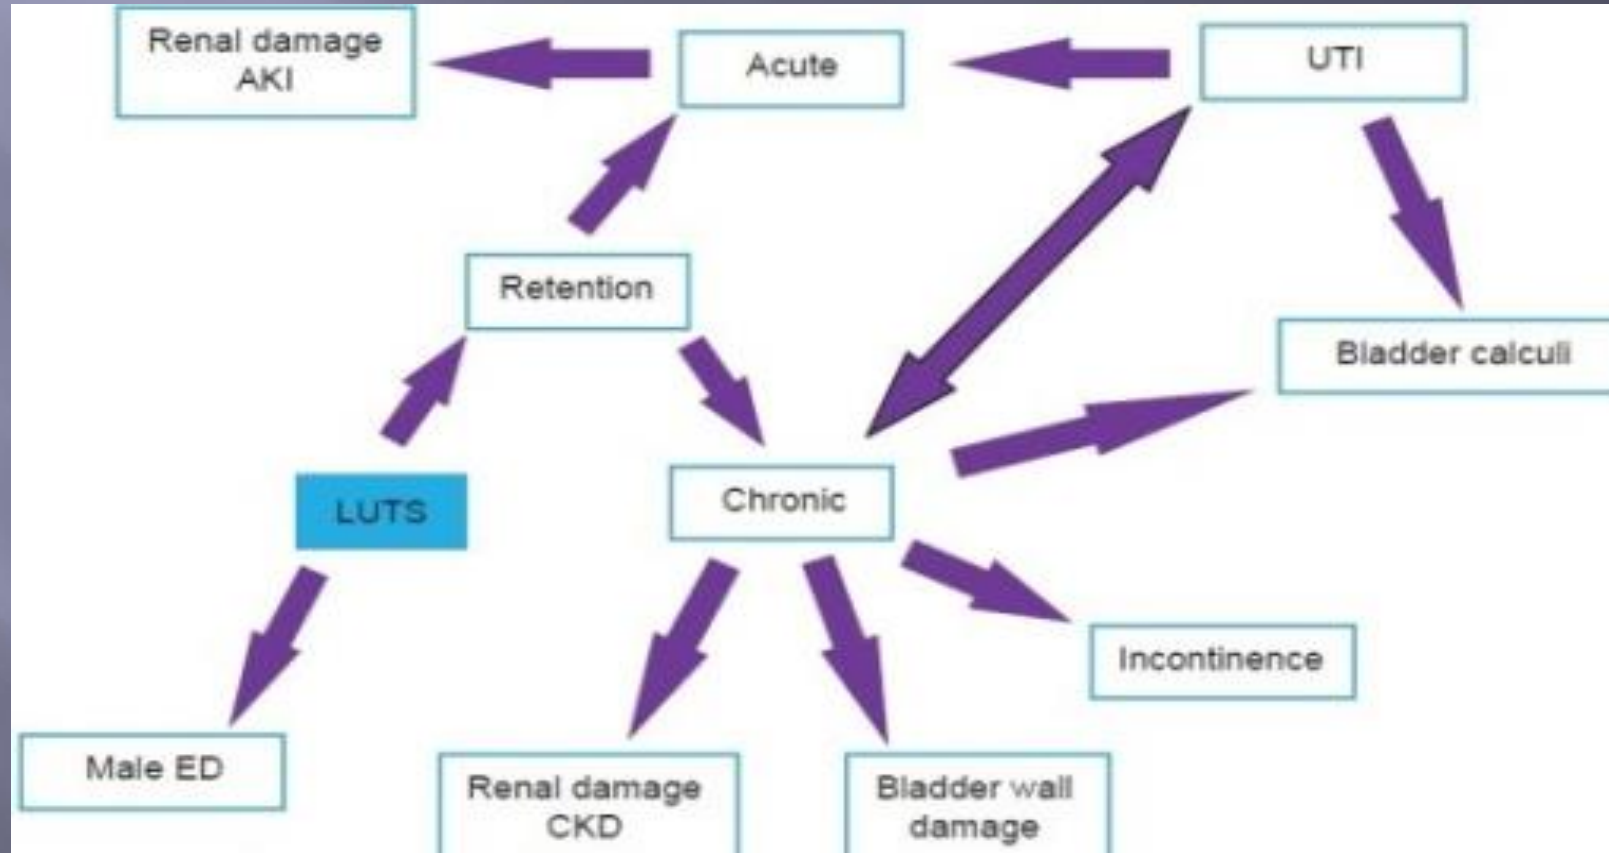 Renal damage
AKI
Acute
UTI
Retention
Bladder calculi
LUTS
Chronic
Incontinence
Male ED
Renal damage
CKD
Bladder wall
damage